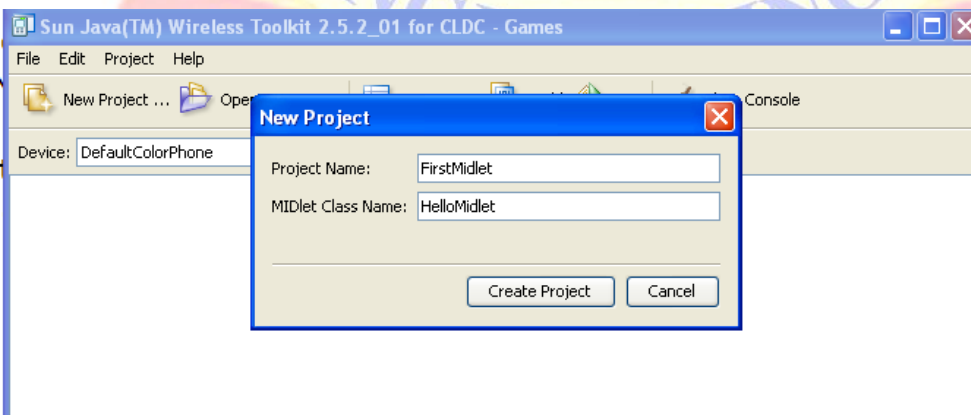 Sun Java(TM) Wireless Toolkit 2.5.2_01 for CLDC - Games
File Edit Project Help
New Project ... Console
New Project
Device: DefaultColorPhone
Project Name: FirstMidlet
MIDlet Class Name: HelloMidlet
Create Project Cancel